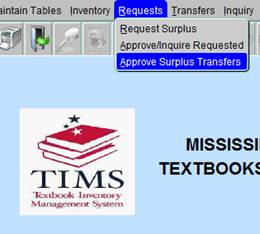 aintain Tables Inventory Requests Transfers Inquiry
Request Surplus
Approve/Inquire Requested
Approve Surplus Transfers
MISSISSI
TEXTBOOKS
TIMS
Textbook Inventory
Management System